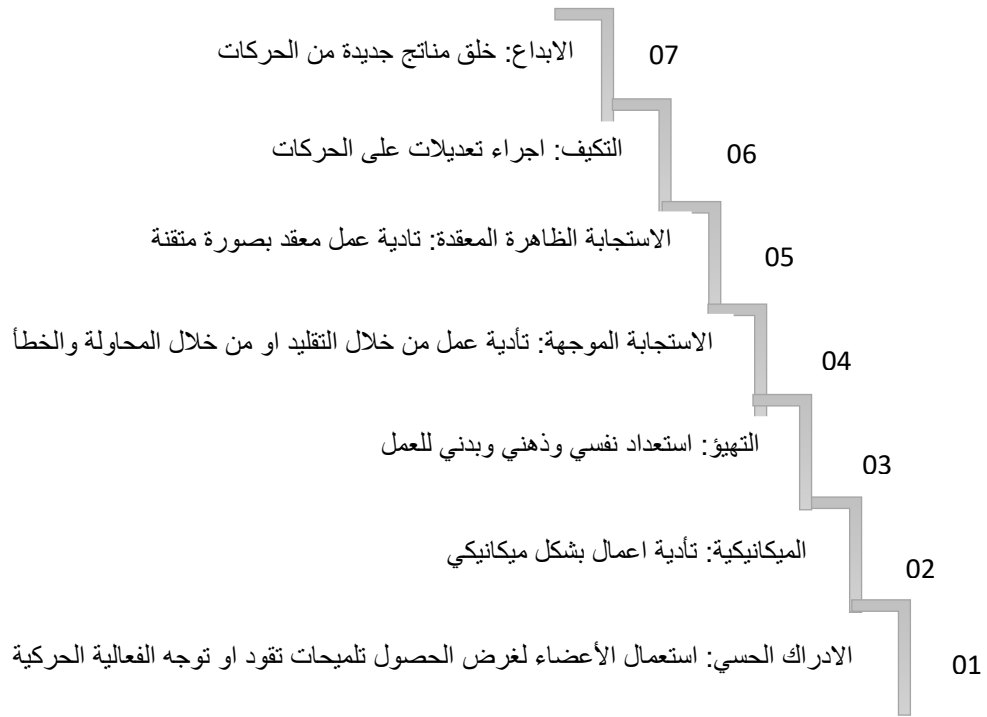 07 الابداع: خلق مناتج جديدة من الحركات
06 التكيف: اجراء تعديلات على الحركات
05 الاستجابة الظاهرة المعقدة: تادية عمل معقد بصورة متقنة
04 الاستجابة الموجهة: تأدية عمل من خلال التقليد او من خلال المحاولة والخطأ
03 التهيؤ: استعداد نفسي وذهني وبدني للعمل
02 الميكانيكية: تأدية اعمال بشكل ميكانيكي
01 الادراك الحسي: استعمال الأعضاء لغرض الحصول تلميحات تقود او توجه الفعالية الحركية